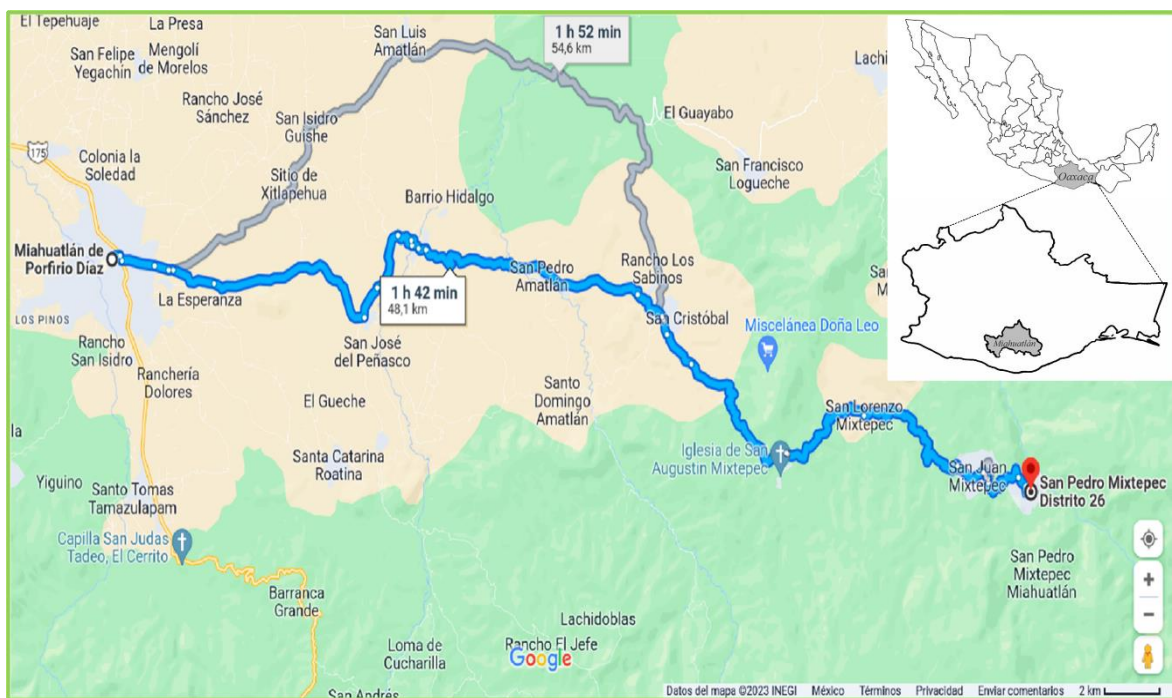 El Tepehuaje
La Presa
San Felipe
Yegachín
Mengolí
de Morelos
San Luis
Amatlán
1 h 52 min
54,6 km
Rancho José
Sánchez
San Isidro
Guishe
El Guayabo
175
Colonia la
Soledad
Sitio de
Xitlapehua
San Francisco
Logueche
Barrio Hidalgo
Miahuatlán de
Porfirio Díaz
La Esperanza
1 h 42 min
48,1 km
San Pedro
Amatlán
Rancho Los
Sabinos
LOS PINOS
San Cristóbal
Miscelánea Doña Leo
Rancho
San Isidro
San José
del Peñasco
Ranchería
Dolores
El Gueche
Santo
Domingo
Amatlán
San Lorenzo
Mixtepec
Santa Catarina
Roatina
Iglesia de San
Augustin Mixtepec
San Juan
Mixtepec
San Pedro Mixtepec
Distrito 26
la
Yiguino
Santo Tomas
Tamazulapam
Capilla San Judas
Tadeo, El Cerrito
San Pedro
Mixtepec
Miahuatlán
Barranca
Grande
Lachidoblas
Loma de
Cucharilla
Rancho El Jefe
Google
San Andrés
Oaxaca
Miahuatlán
Datos del mapa ©2023 INEGI México Términos Privacidad Enviar comentarios 2 km